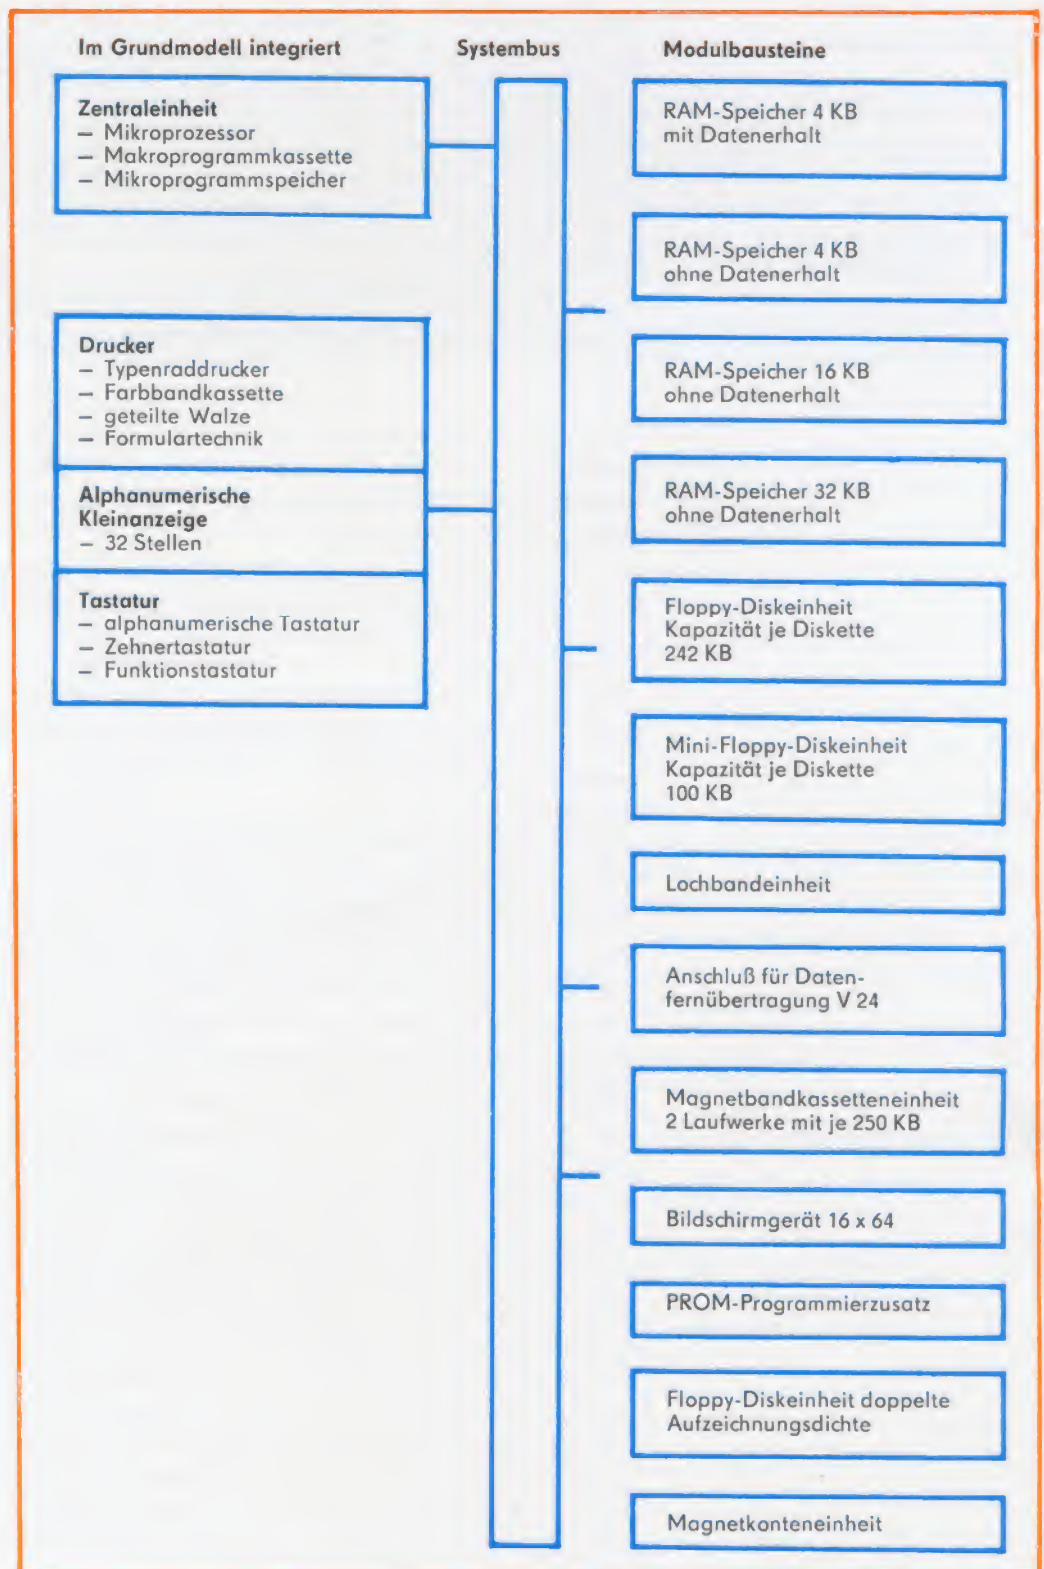 Im Grundmodell integriert
Systembus
Modulbausteine
Zentraleinheit
– Mikroprozessor
– Makroprogrammkassette
– Mikroprogrammspeicher
Drucker
– Typenraddrucker
– Farbbandkassette
– geteilte Walze
– Formulartechnik
Alphanumerische
Kleinanzeige
– 32 Stellen
Tastatur
– alphanumerische Tastatur
– Zehnertastatur
– Funktionstastatur
RAM-Speicher 4 KB
mit Datenerhalt
RAM-Speicher 4 KB
ohne Datenerhalt
RAM-Speicher 16 KB
ohne Datenerhalt
RAM-Speicher 32 KB
ohne Datenerhalt
Floppy-Diskeinheit
Kapazität je Diskette
242 KB
Mini-Floppy-Diskeinheit
Kapazität je Diskette
100 KB
Lochbandeinheit
Anschluß für Daten-
fernübertragung V 24
Magnetbandkassetteneinheit
2 Laufwerke mit je 250 KB
Bildschirmgerät 16 x 64
PROM-Programmierzusatz
Floppy-Diskeinheit doppelte
Aufzeichnungsdichte
Magnetkonteneinheit